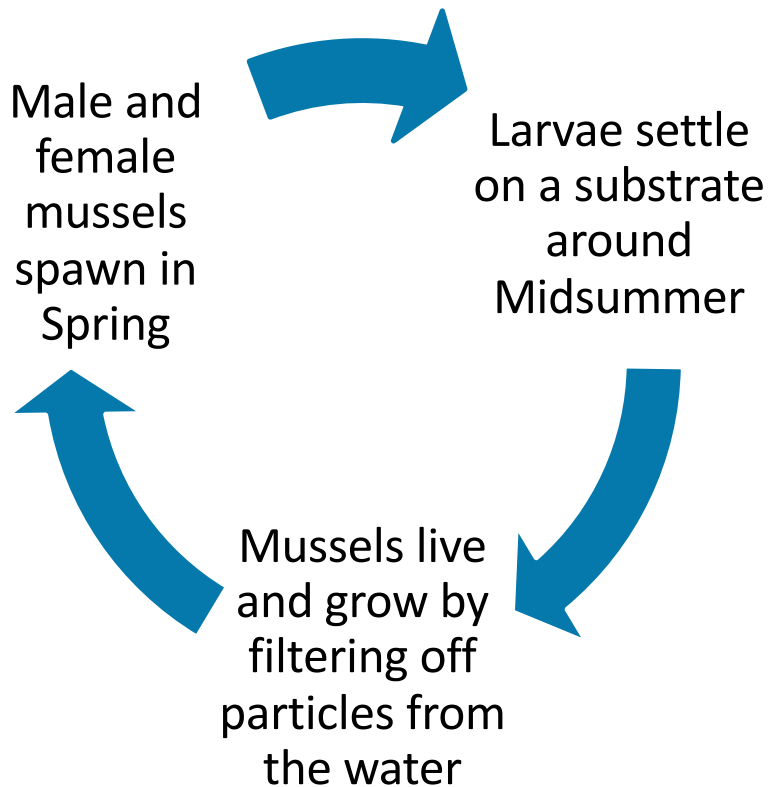 Male and
female
mussels
spawn in
Spring
Larvae settle
on a substrate
around
Midsummer
Mussels live
and grow by
filtering off
particles from
the water